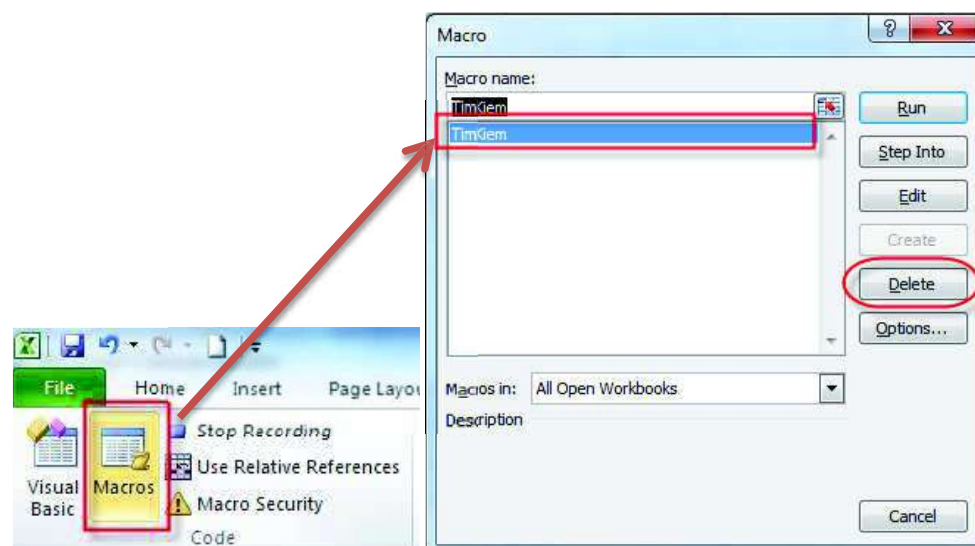 Macro
Macro name:
TimKiem
TimKiem
Run
Step Into
Edit
Create
Delete
Options...
Macros in: All Open Workbooks
Description
Cancel
File Home Insert Page Layou
Visual Basic
Macros
Stop Recording
Use Relative References
Macro Security
Code